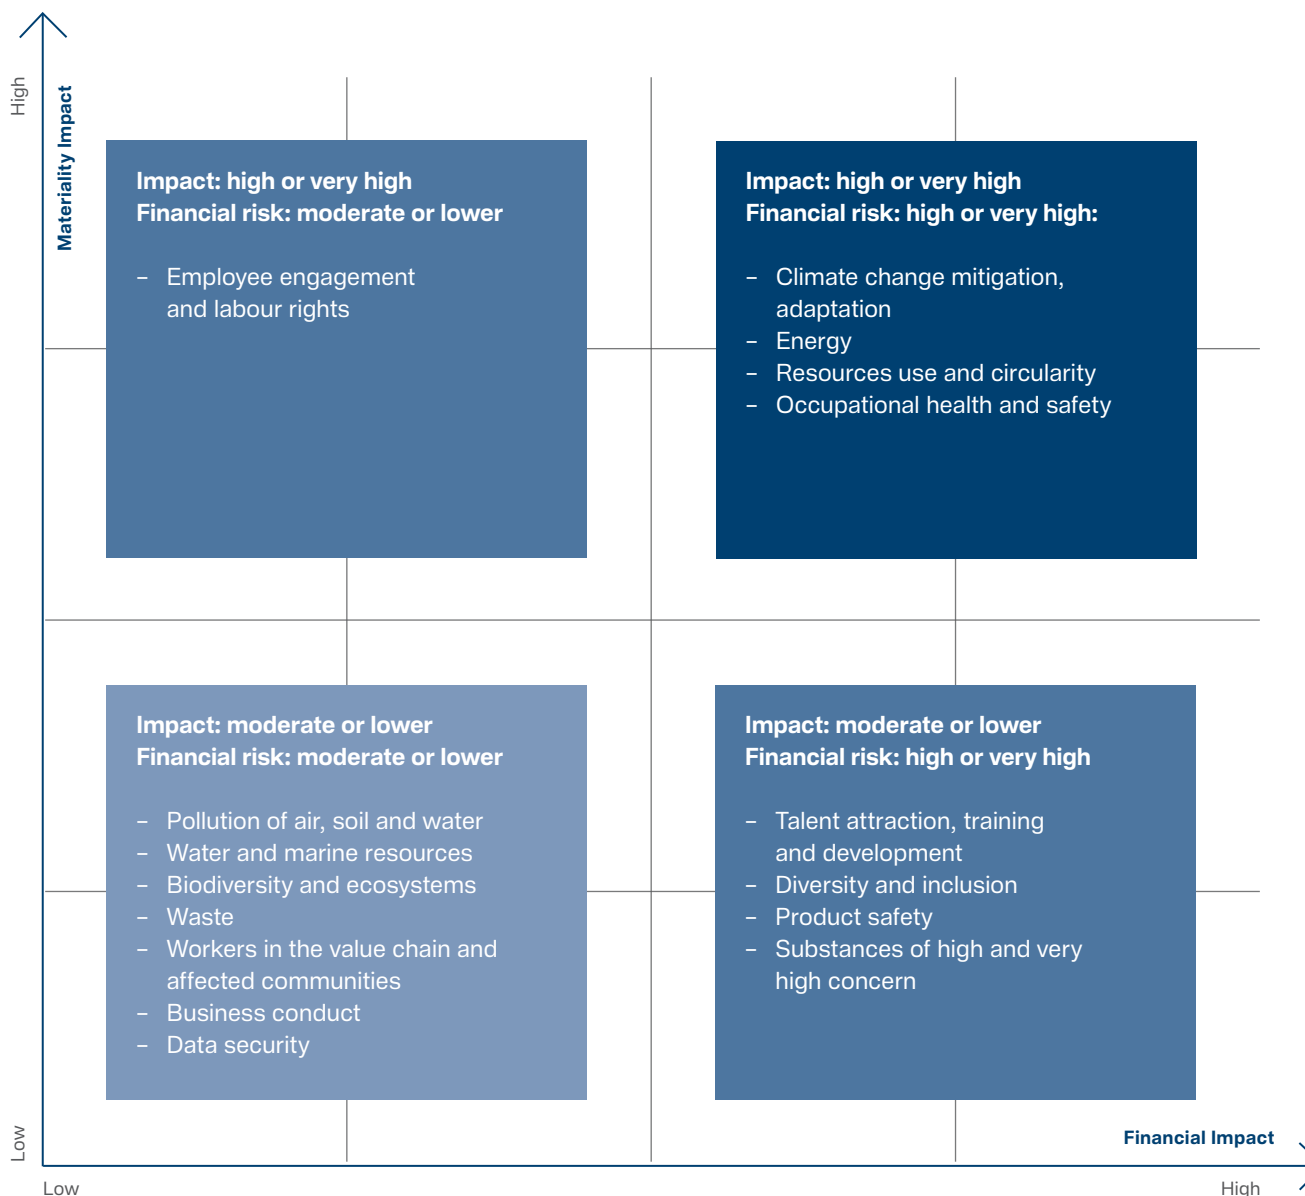 High
Materiality Impact
Impact: high or very high
Financial risk: moderate or lower
– Employee engagement
and labour rights
Impact: high or very high
Financial risk: high or very high:
– Climate change mitigation,
adaptation
– Energy
– Resources use and circularity
– Occupational health and safety
Impact: moderate or lower
Financial risk: moderate or lower
– Pollution of air, soil and water
– Water and marine resources
– Biodiversity and ecosystems
– Waste
– Workers in the value chain and
affected communities
– Business conduct
– Data security
Impact: moderate or lower
Financial risk: high or very high
– Talent attraction, training
and development
– Diversity and inclusion
– Product safety
– Substances of high and very
high concern
Low
Financial Impact
Low
High